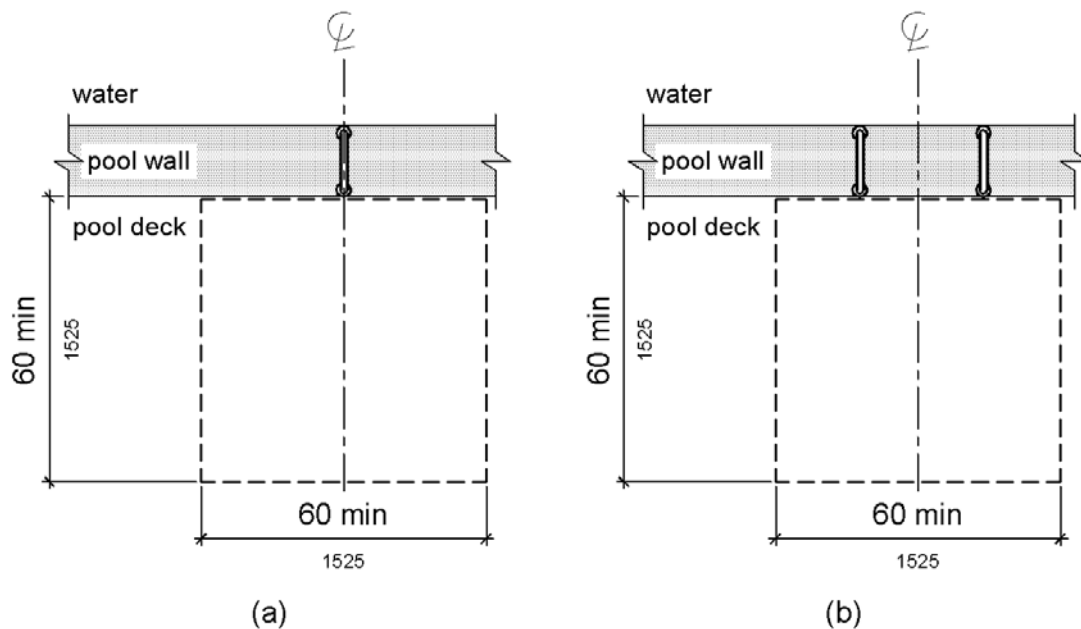 ℄
water
pool wall
pool deck
60 min
1525
60 min
1525
(a)
℄
water
pool wall
pool deck
60 min
1525
60 min
1525
(b)